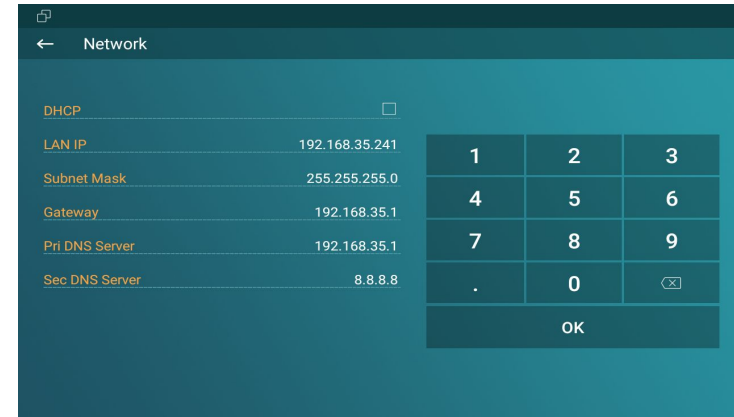 Network
DHCP
LAN IP 192.168.35.241
Subnet Mask 255.255.255.0
Gateway 192.168.35.1
Pri DNS Server 192.168.35.1
Sec DNS Server 8.8.8.8
1 2 3
4 5 6
7 8 9
. 0
OK